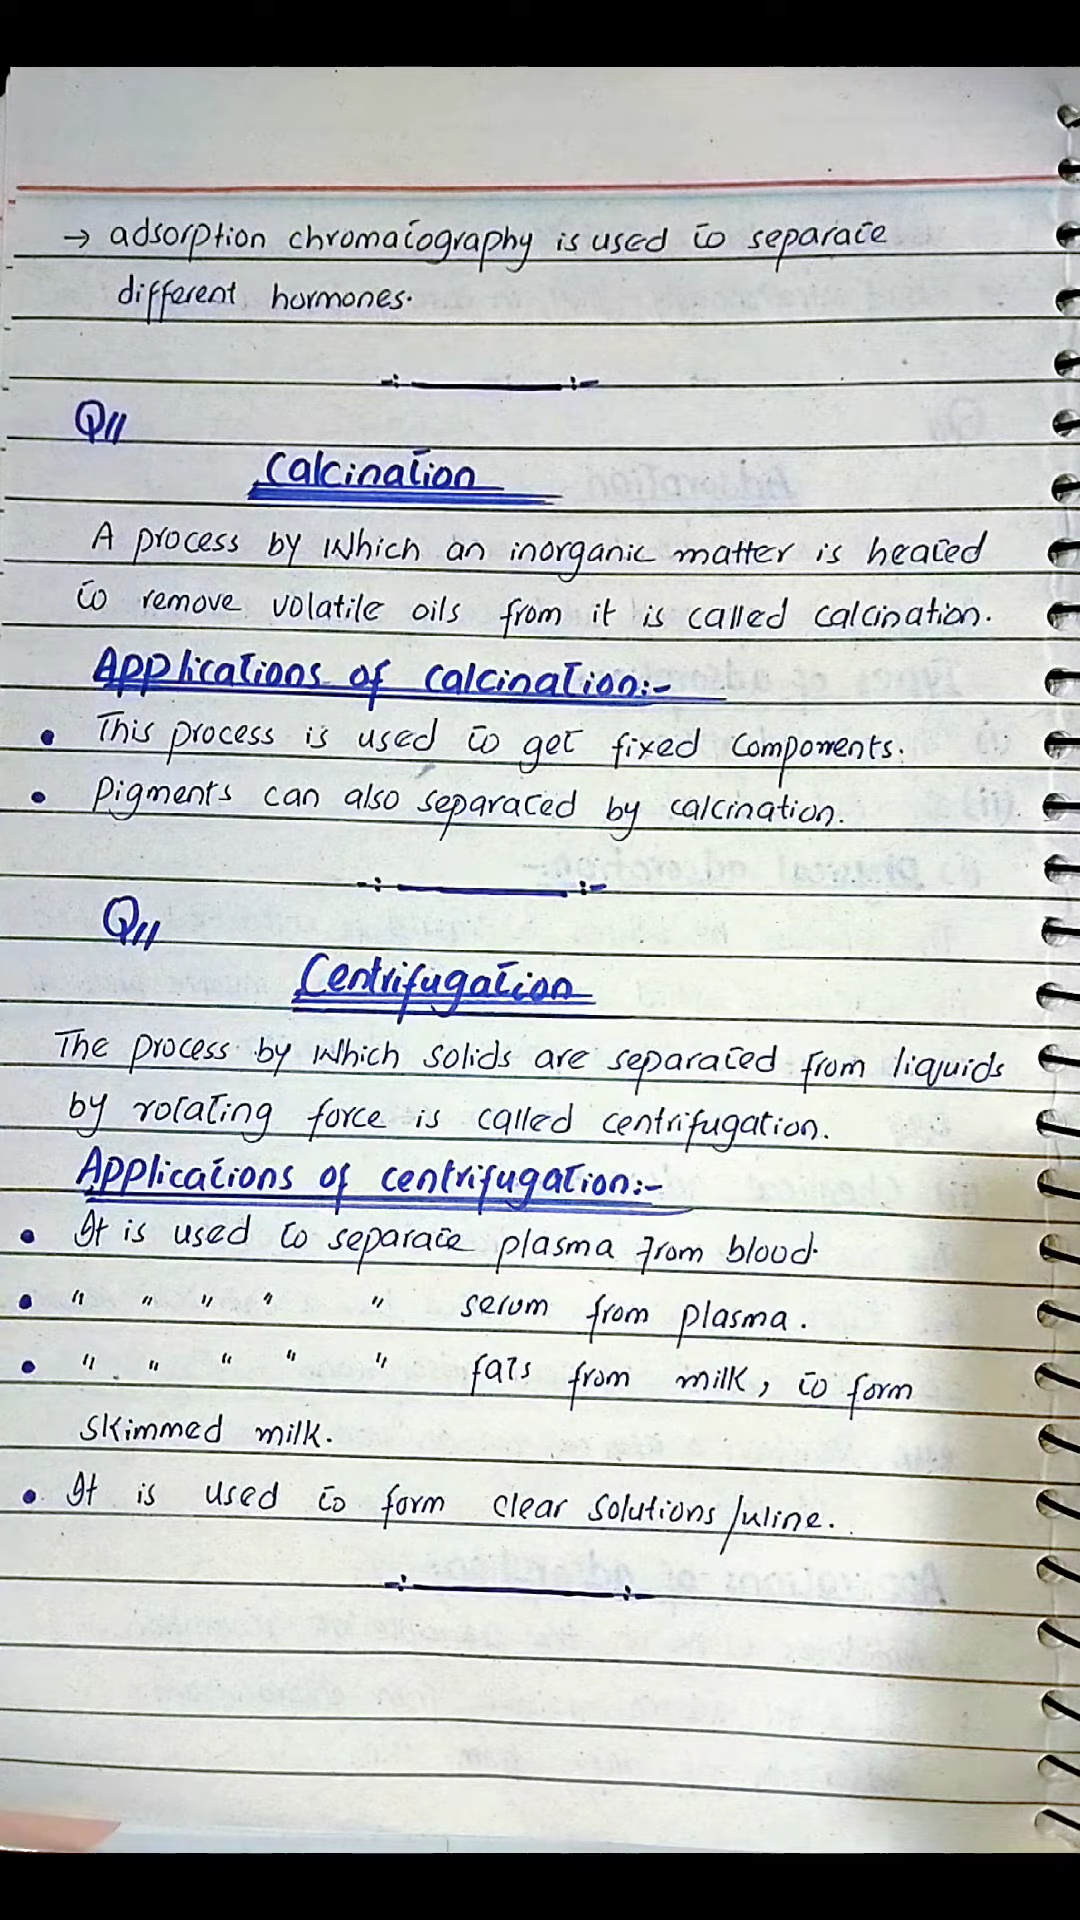 → adsorption chromatography is used to separate
different hormones.
Q//
Calcination
A process by which an inorganic matter is heated
to remove volatile oils from it is called calcination.
Applications of calcination:-
• This process is used to get fixed components.
• Pigments can also separated by calcination.
Q//
Centrifugation
The process by which solids are separated from liquids
by rotating force is called centrifugation.
Applications of centrifugation:-
• It is used to separate plasma from blood.
• " " " " " serum from plasma.
• " " " " " fats from milk, to form
skimmed milk.
• It is used to form clear solutions /uline.